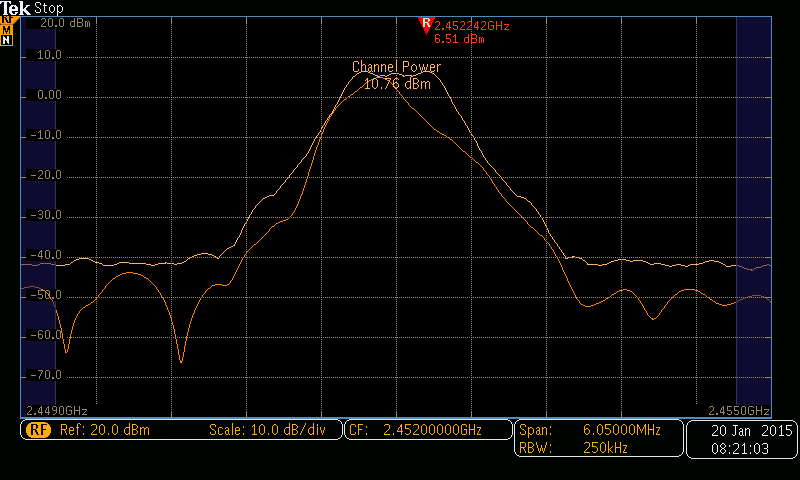 Tek Stop
RF
M
N
20.0 dBm
R 2.452242GHz
6.51 dBm
10.0
Channel Power
10.76 dBm
0.00
-10.0
-20.0
-30.0
-40.0
-50.0
-60.0
-70.0
2.4490GHz 2.4550GHz
RF Ref: 20.0 dBm Scale: 10.0 dB/div CF: 2.45200000GHz Span: 6.05000MHz 20 Jan 2015
RBW: 250kHz 08:21:03